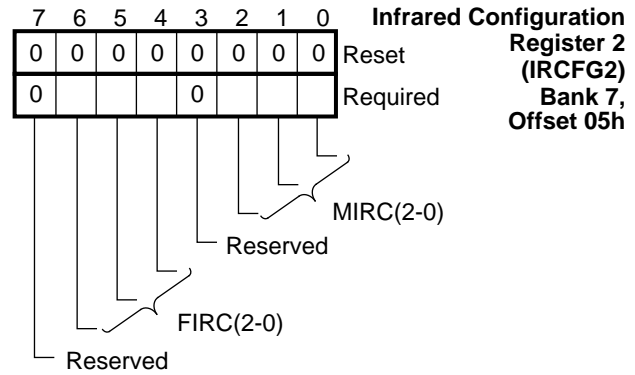 7 6 5 4 3 2 1 0
Infrared Configuration
Register 2
(IRCFG2)
Bank 7,
Offset 05h
0 0 0 0 0 0 0 0 Reset
0 0 Required
MIRC(2-0)
Reserved
FIRC(2-0)
Reserved